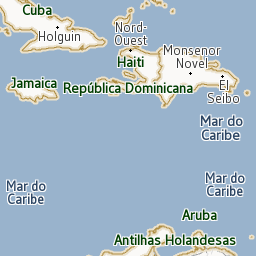 Cuba
Holguin
Nord-
Ouest
Monsenor
Novel
Haiti
Jamaica
República Dominicana
El
Seibo
Mar do
Caribe
Mar do
Caribe
Mar do
Caribe
Aruba
Antilhas Holandesas